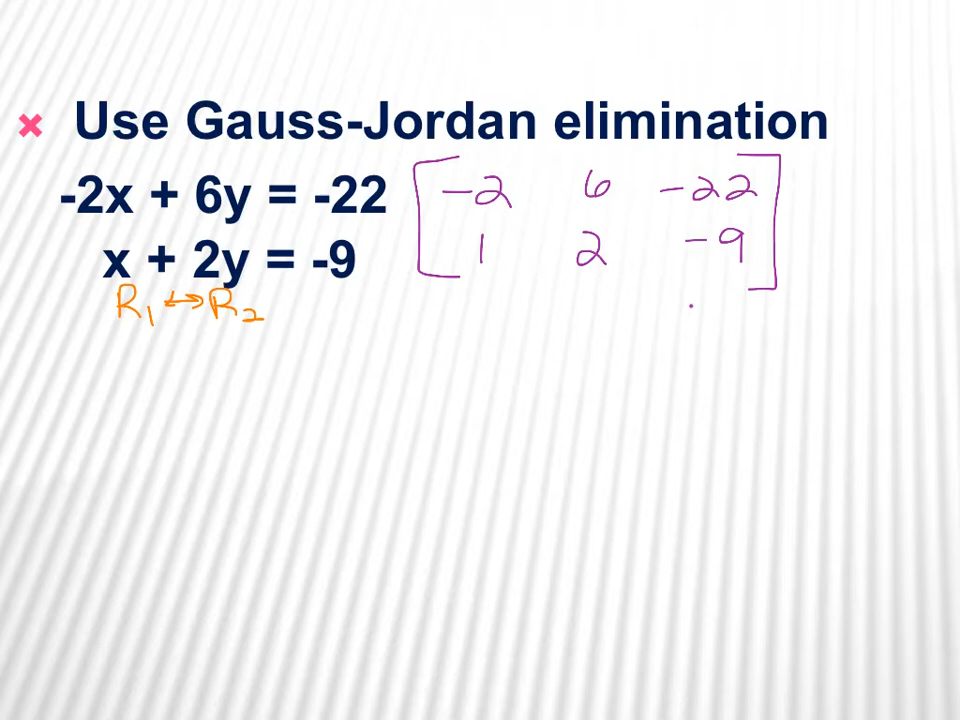 Use Gauss-Jordan elimination
-2x + 6y = -22
x + 2y = -9
R1 ↔ R2
-2 6 -22
1 2 -9